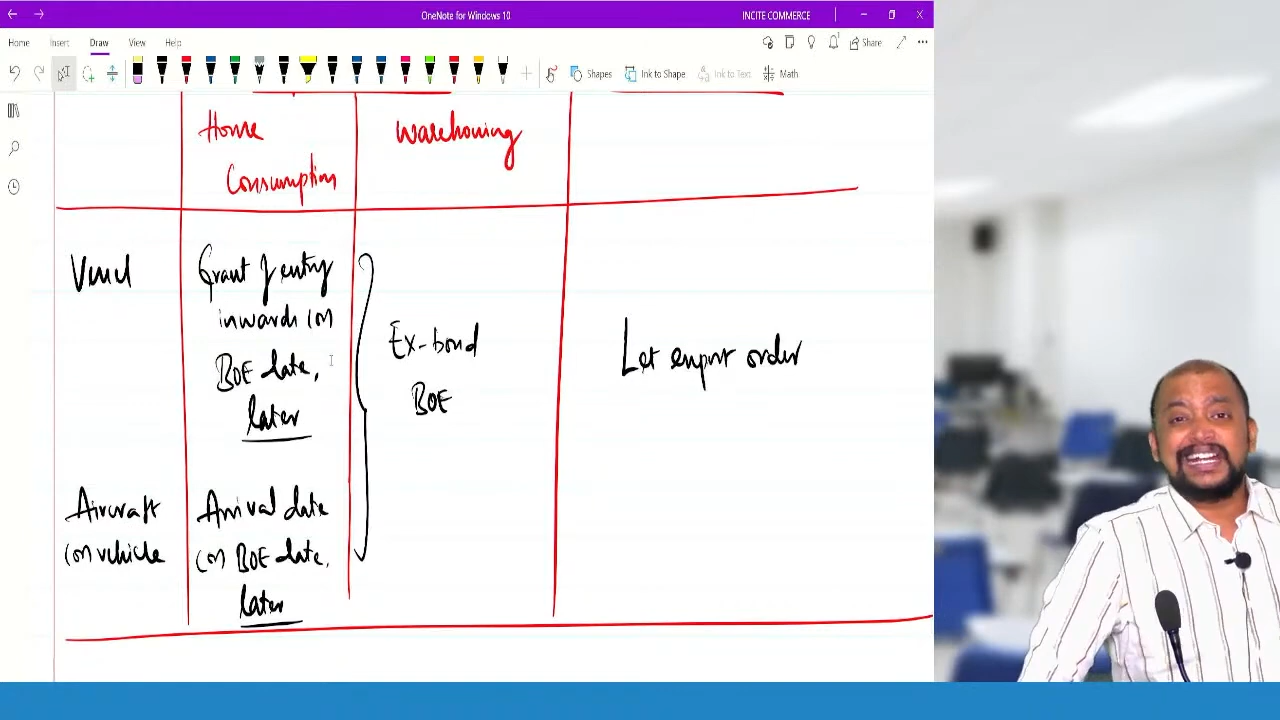 OneNote for Windows 10
INCITE COMMERCE
Home Insert Draw View Help
Share
Shapes Ink to Shape Ink to Text Math
Home
Consumption
Warehousing
Vessel
Grant of entry
inwards (or)
BOE date,
later
Ex-bond
BOE
Let export order
Aircraft
(or) vehicle
Arrival date
(or) BOE date,
later